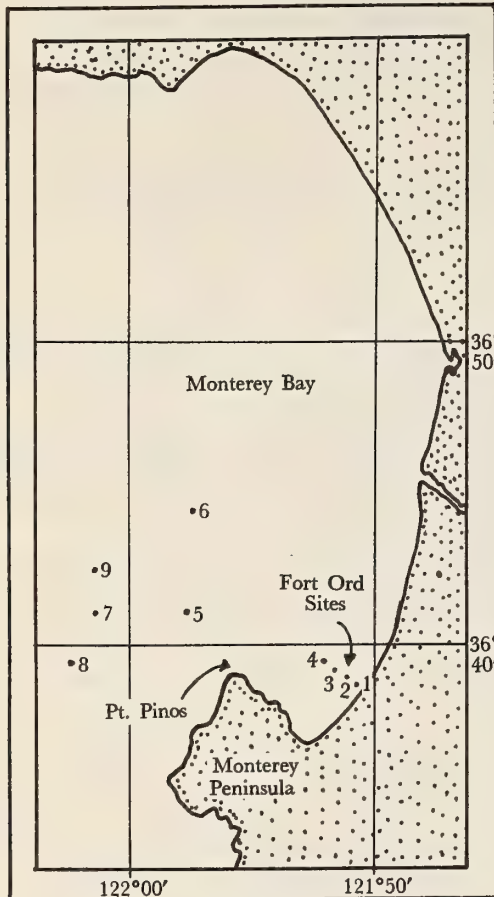 36°
50'
Monterey Bay
6
9
Fort Ord
Sites
7
5
36°
40'
8
4
3
2
1
Pt. Pinos
Monterey
Peninsula
122°00'
121°50'